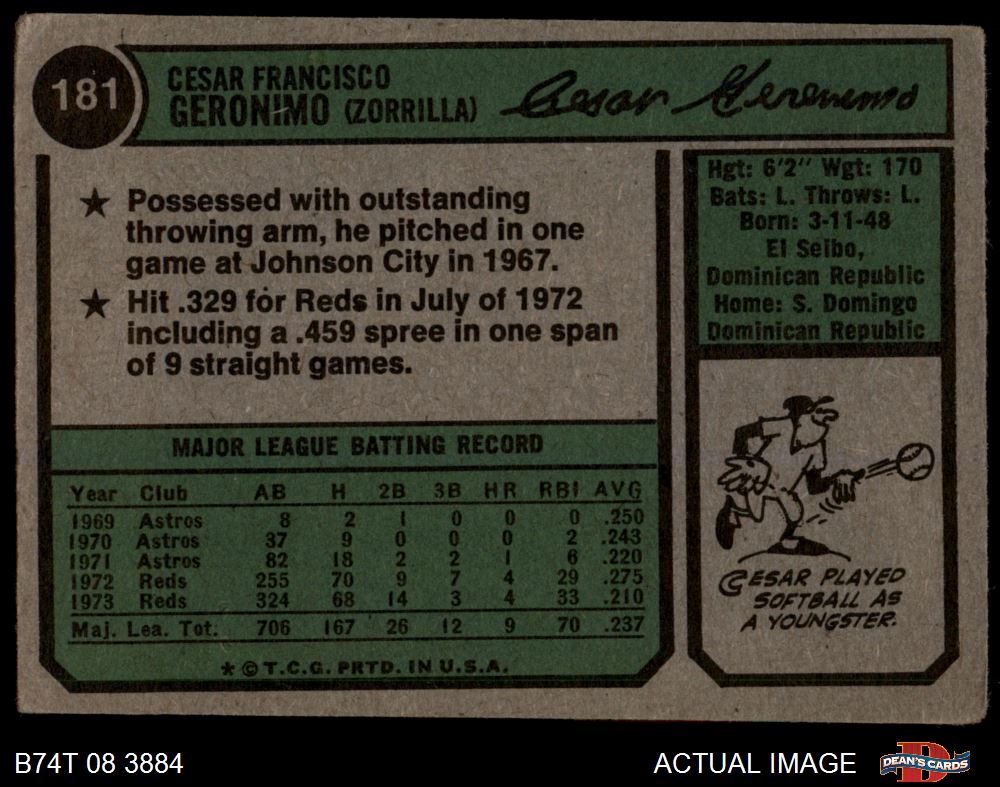 181
CESAR FRANCISCO
GERONIMO (ZORRILLA)
Cesar Geronimo
★ Possessed with outstanding
throwing arm, he pitched in one
game at Johnson City in 1967.
★ Hit .329 for Reds in July of 1972
including a .459 spree in one span
of 9 straight games.
Hgt: 6'2" Wgt: 170
Bats: L. Throws: L.
Born: 3-11-48
El Seibo,
Dominican Republic
Home: S. Domingo
Dominican Republic
MAJOR LEAGUE BATTING RECORD
Year Club AB H 2B 3B HR RBI AVG
1969 Astros 8 2 1 0 0 0 .250
1970 Astros 37 9 0 0 0 2 .243
1971 Astros 82 18 2 2 1 6 .220
1972 Reds 255 70 9 7 4 29 .275
1973 Reds 324 68 14 3 4 33 .210
Maj. Lea. Tot. 706 167 26 12 9 70 .237
★ © T.C.G. PRTD. IN U.S.A.
CESAR PLAYED
SOFTBALL AS
A YOUNGSTER.
B74T 08 3884
ACTUAL IMAGE
DEAN'S CARDS